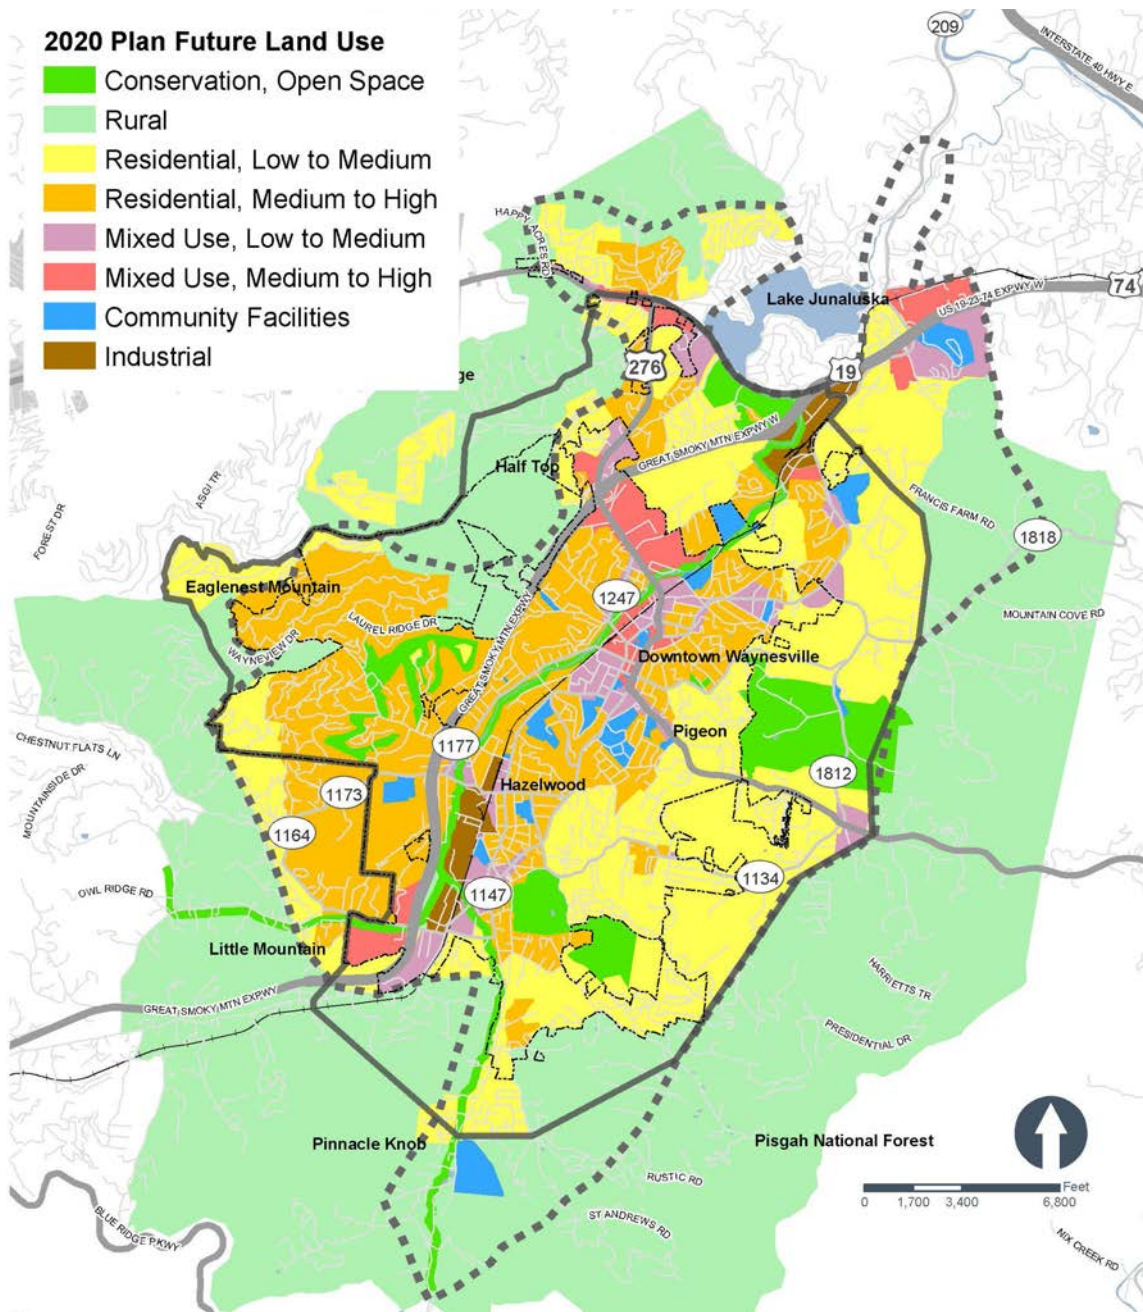 2020 Plan Future Land Use
Conservation, Open Space
Rural
Residential, Low to Medium
Residential, Medium to High
Mixed Use, Low to Medium
Mixed Use, Medium to High
Community Facilities
Industrial
209
INTERSTATE 40 HWY E
HAPPY ACRES RD
Lake Junaluska
US 19-23-74 EXPWY W
74
276
19
GREAT SMOKY MTN EXPWY W
Half Top
ASGI TR
FOREST DR
FRANCIS FARM RD
1818
Eaglenest Mountain
GREAT SMOKY MTN EXPWY
1247
MOUNTAIN COVE RD
LAUREL RIDGE DR
WAYNEVIEW DR
Downtown Waynesville
Pigeon
CHESTNUT FLATS LN
1177
MOUNTAINSIDE DR
1812
Hazelwood
1173
1164
1134
1147
OWL RIDGE RD
Little Mountain
HARRIETTS TR
GREAT SMOKY MTN EXPWY
PRESIDENTIAL DR
Pinnacle Knob
Pisgah National Forest
RUSTIC RD
Feet
0 1,700 3,400 6,800
BLUE RIDGE PKWY
ST ANDREWS RD
NIX CREEK RD